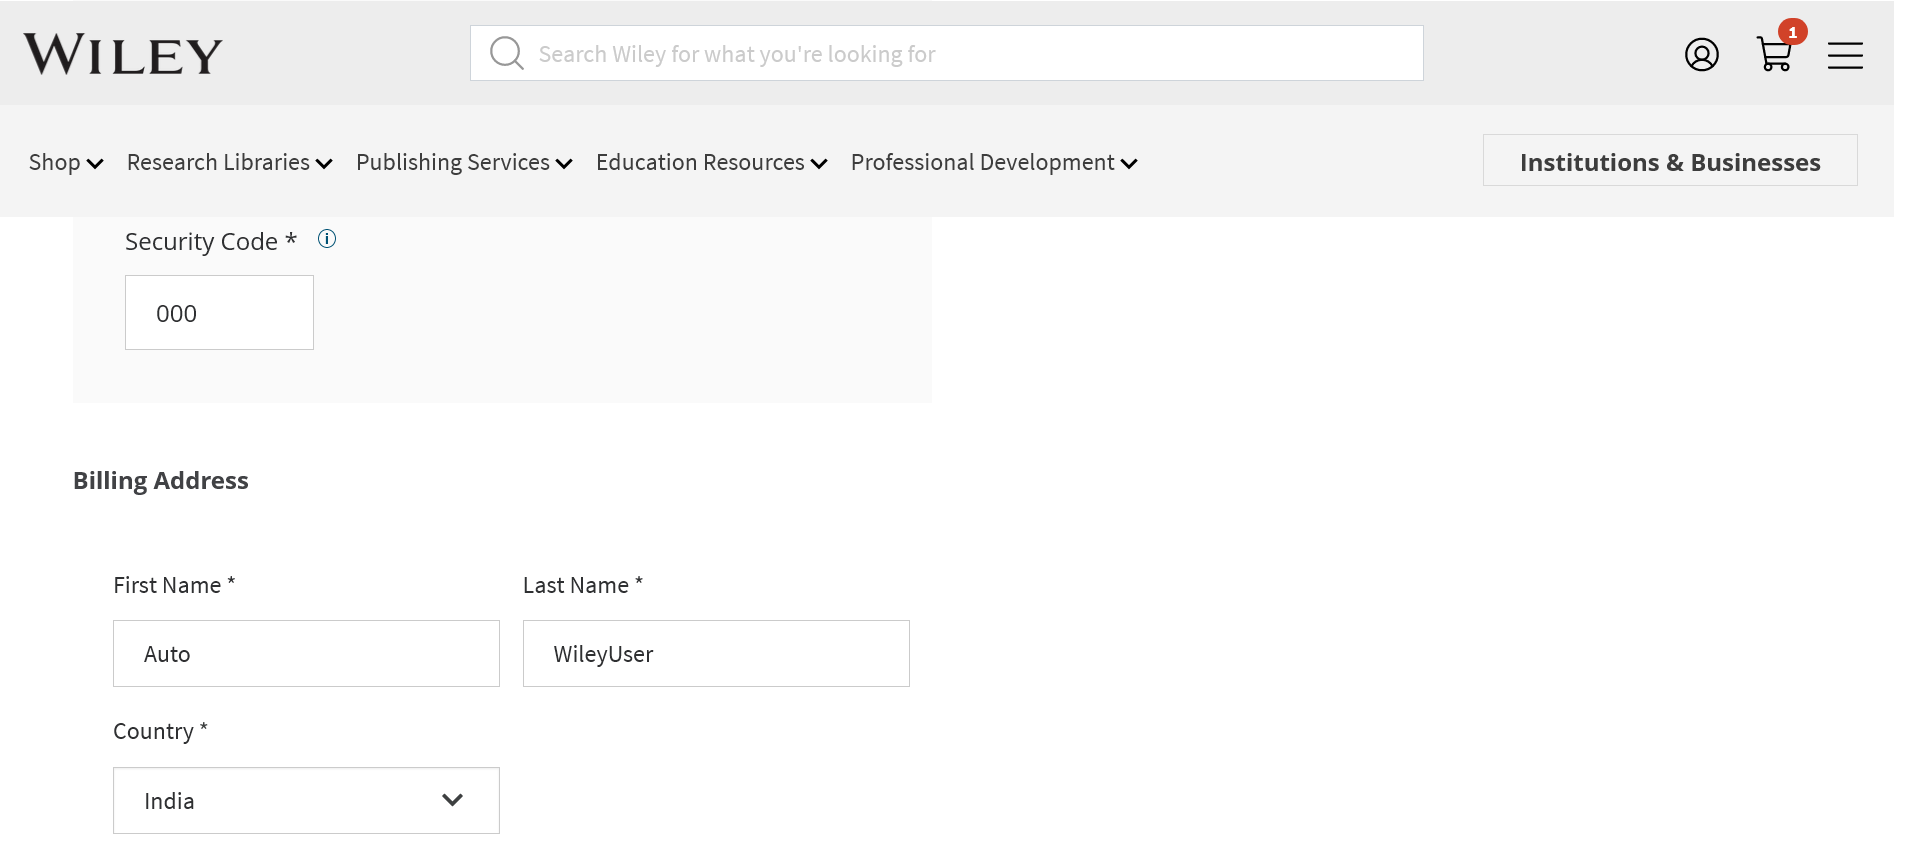 WILEY
Search Wiley for what you're looking for
1
Shop Research Libraries Publishing Services Education Resources Professional Development Institutions & Businesses
Security Code *
000
Billing Address
First Name * Last Name *
Auto WileyUser
Country *
India